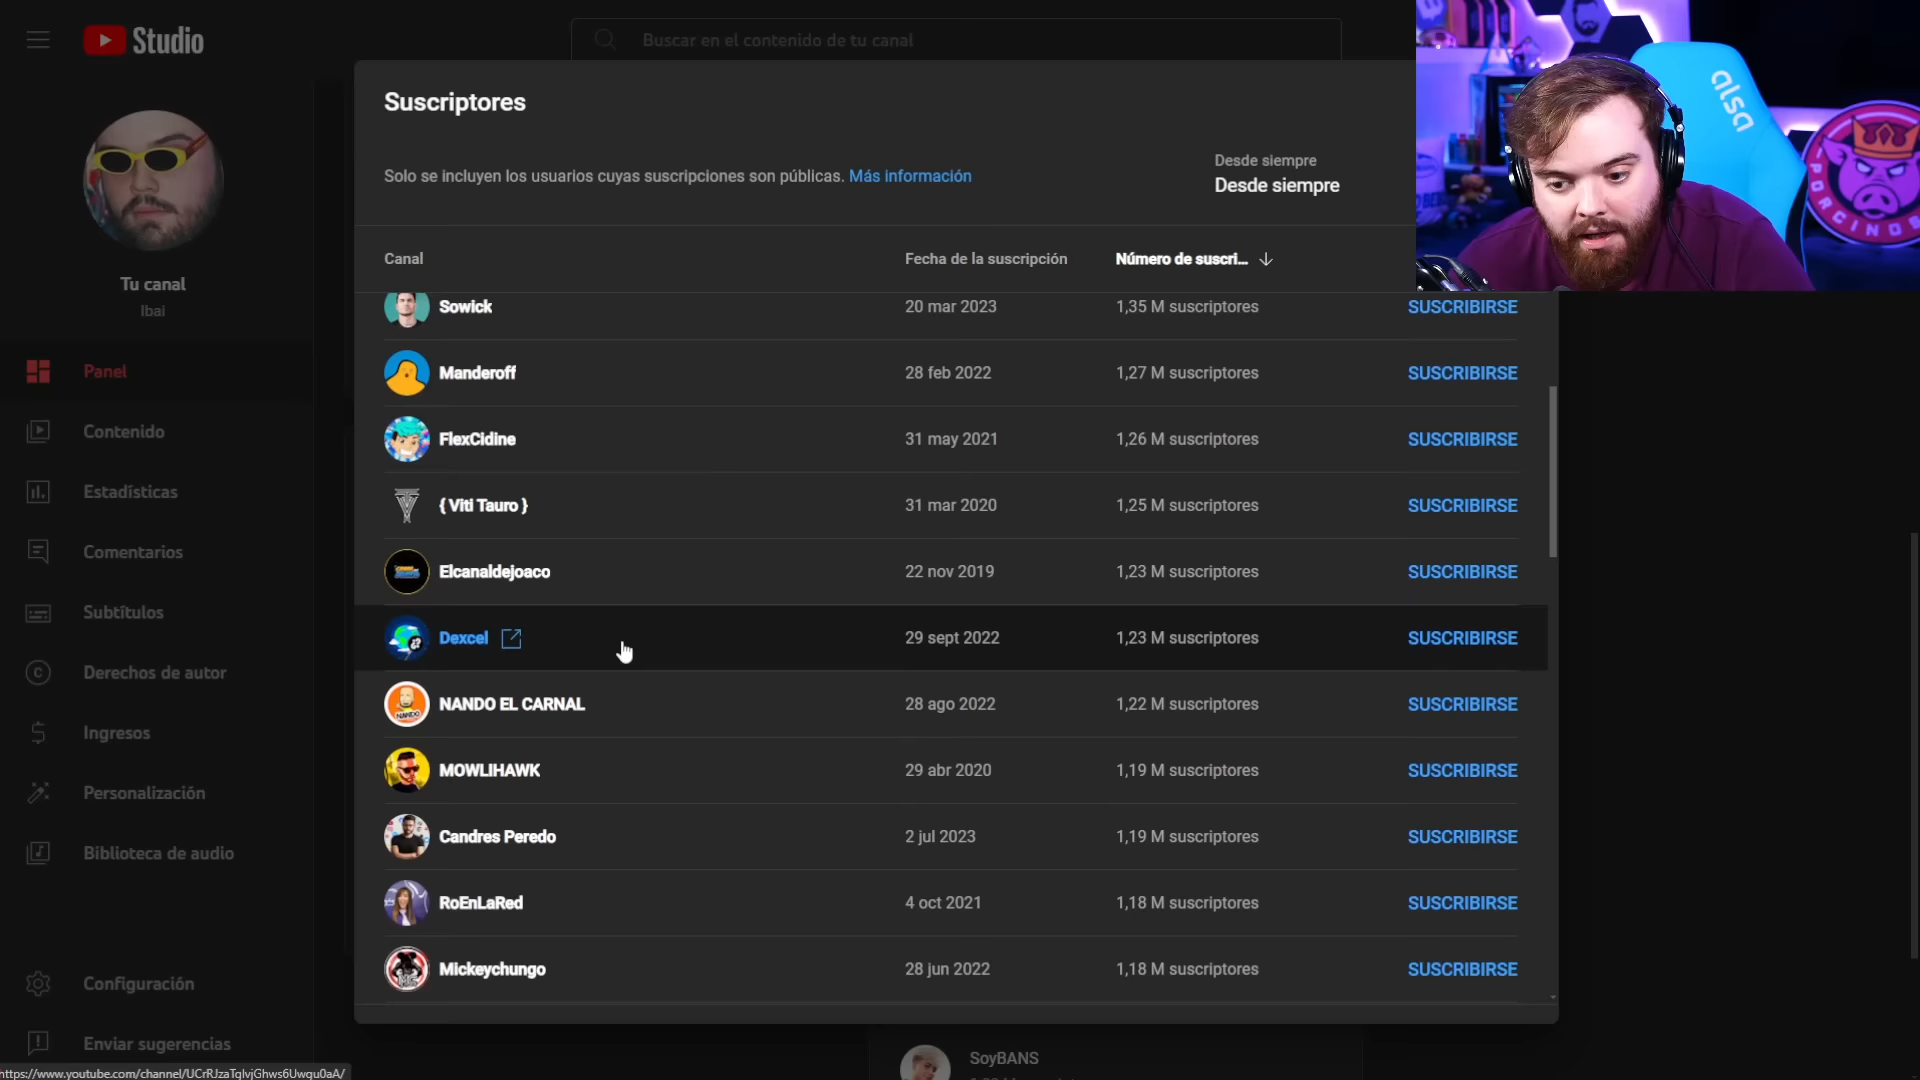 Studio
Buscar en el contenido de tu canal
alsa
PORCINOS
Suscriptores
Solo se incluyen los usuarios cuyas suscripciones son públicas. Más información
Desde siempre
Desde siempre
Tu canal
Ibai
Panel
Contenido
Estadísticas
Comentarios
Subtítulos
Derechos de autor
Ingresos
Personalización
Biblioteca de audio
Configuración
Enviar sugerencias
Canal Fecha de la suscripción Número de suscri...
Sowick 20 mar 2023 1,35 M suscriptores SUSCRIBIRSE
Manderoff 28 feb 2022 1,27 M suscriptores SUSCRIBIRSE
FlexCidine 31 may 2021 1,26 M suscriptores SUSCRIBIRSE
{ Viti Tauro } 31 mar 2020 1,25 M suscriptores SUSCRIBIRSE
Elcanaldejoaco 22 nov 2019 1,23 M suscriptores SUSCRIBIRSE
Dexcel 29 sept 2022 1,23 M suscriptores SUSCRIBIRSE
NANDO EL CARNAL 28 ago 2022 1,22 M suscriptores SUSCRIBIRSE
MOWLIHAWK 29 abr 2020 1,19 M suscriptores SUSCRIBIRSE
Candres Peredo 2 jul 2023 1,19 M suscriptores SUSCRIBIRSE
RoEnLaRed 4 oct 2021 1,18 M suscriptores SUSCRIBIRSE
Mickeychungo 28 jun 2022 1,18 M suscriptores SUSCRIBIRSE
SoyBANS